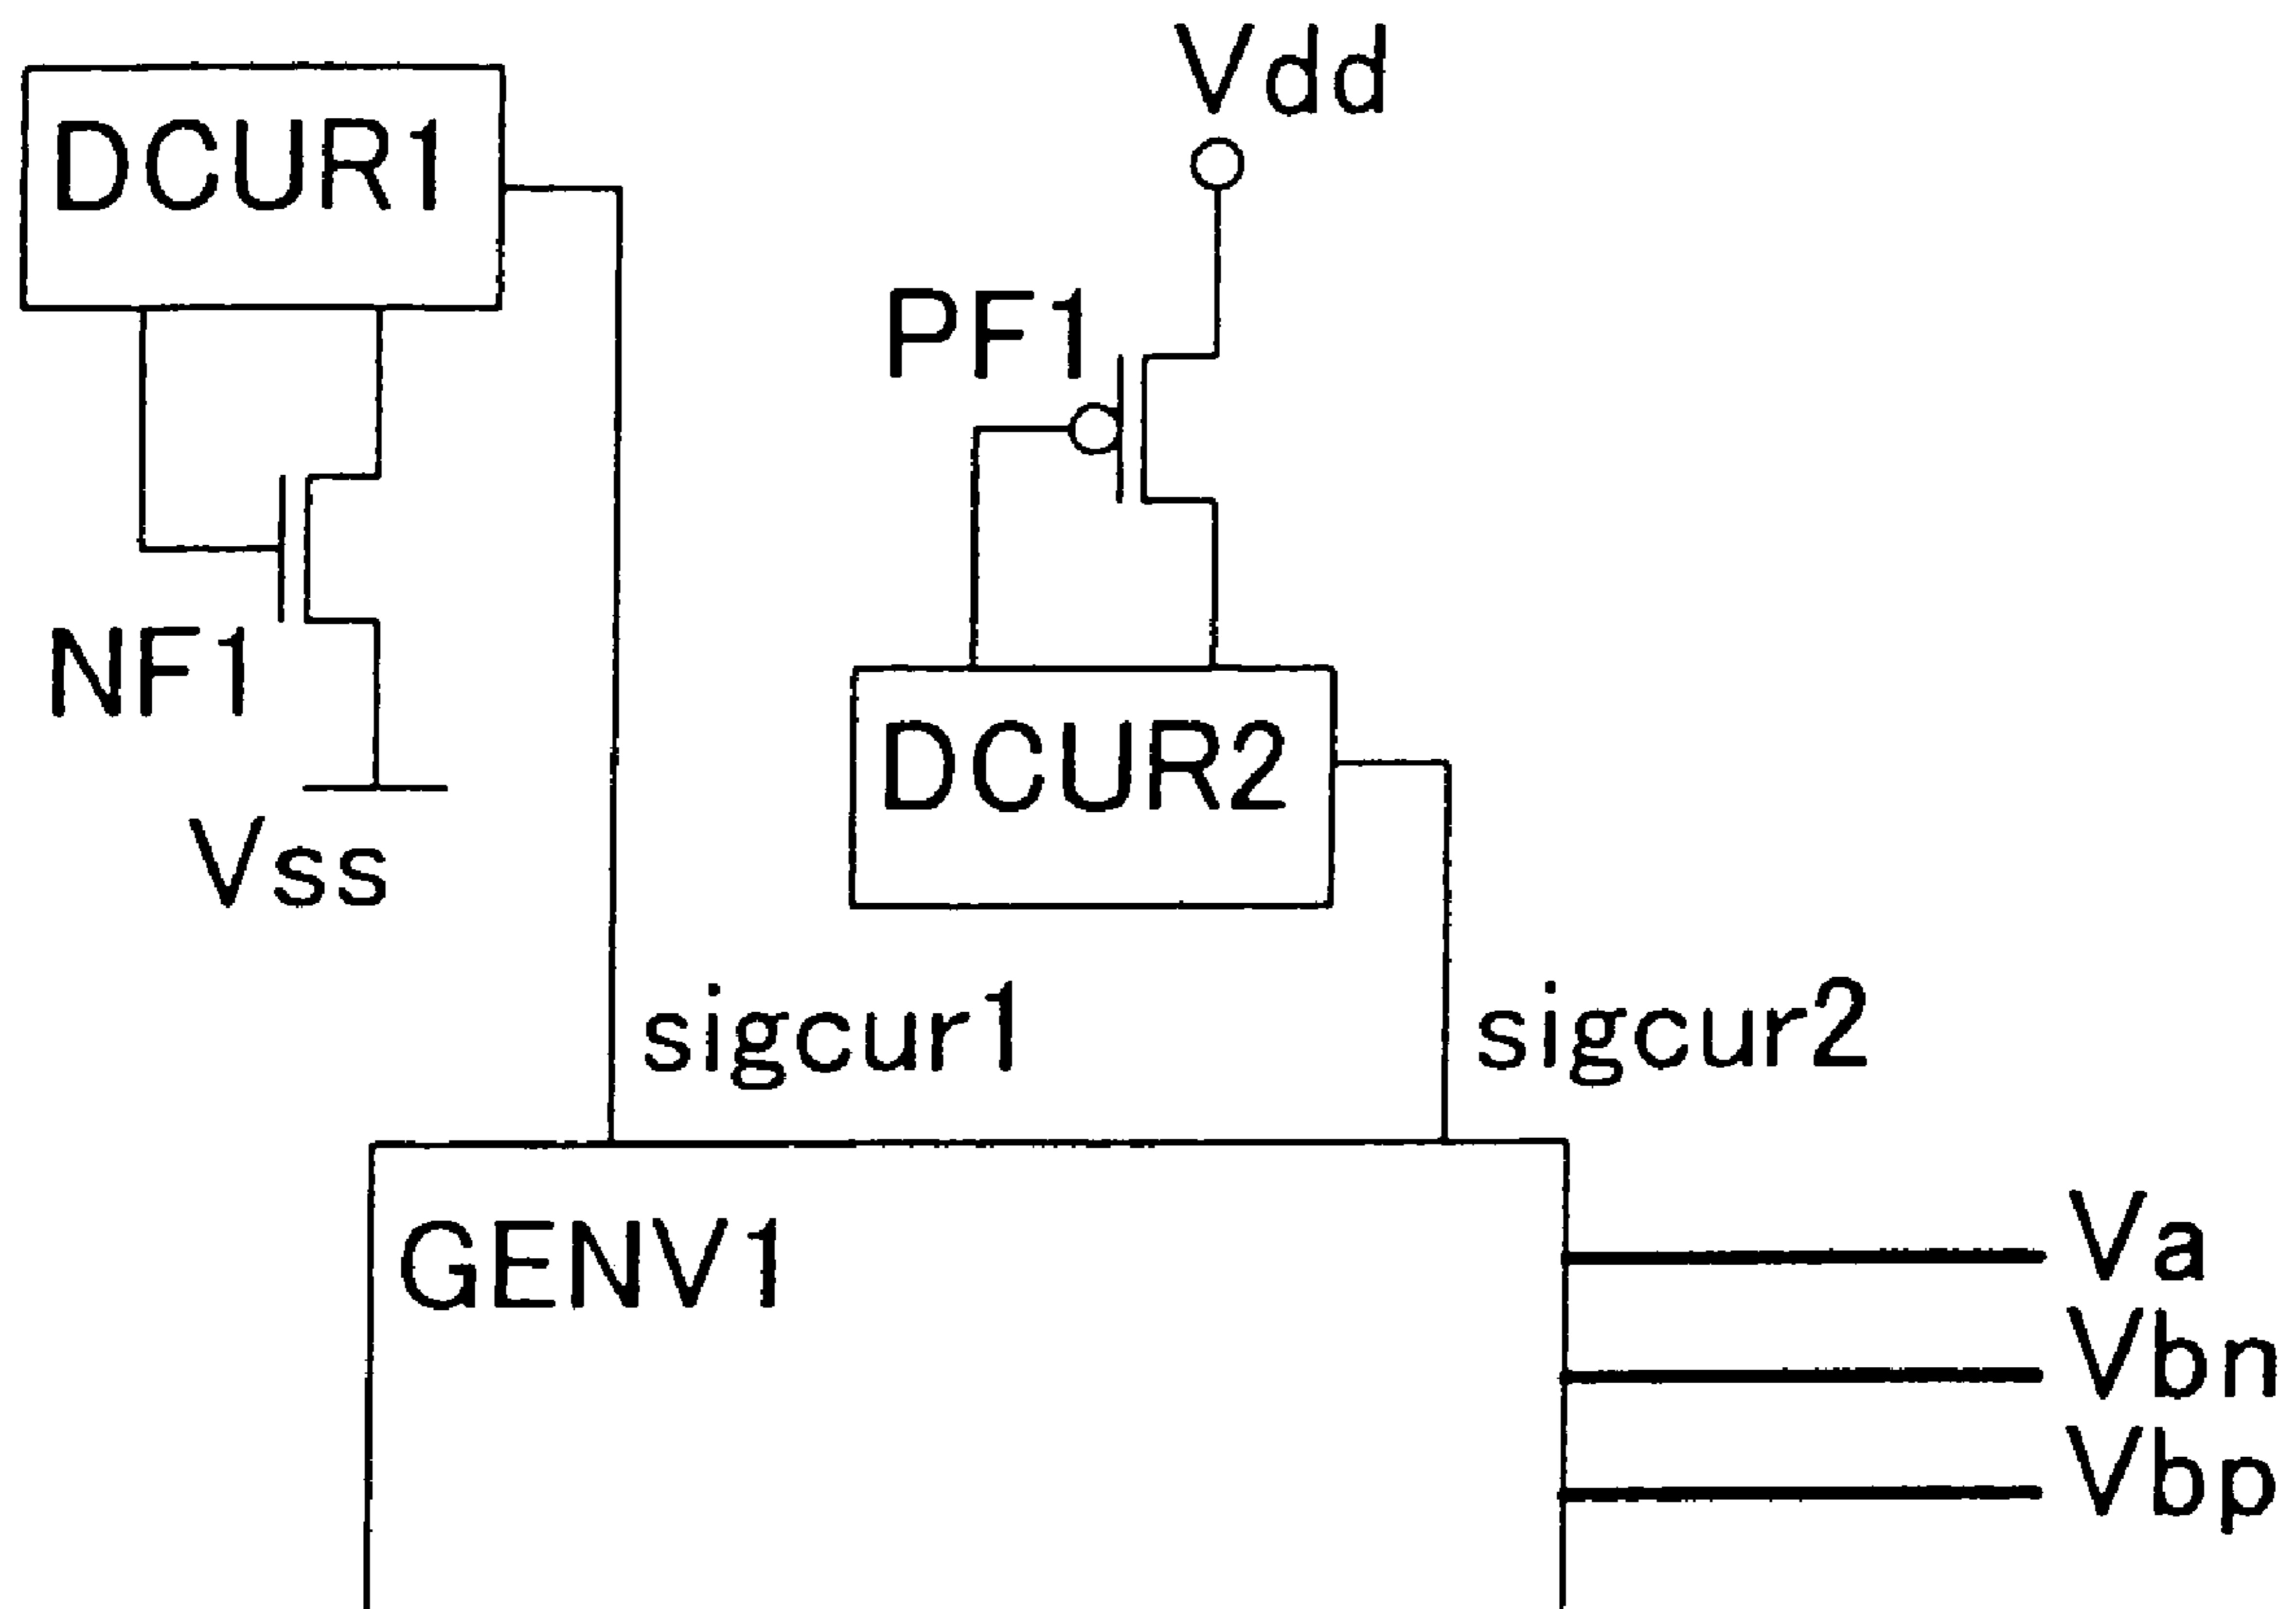 Vdd
DCUR1
PF1
NF1
DCUR2
Vss
sigcur1
sigcur2
GENV1
Va
Vbn
Vbp